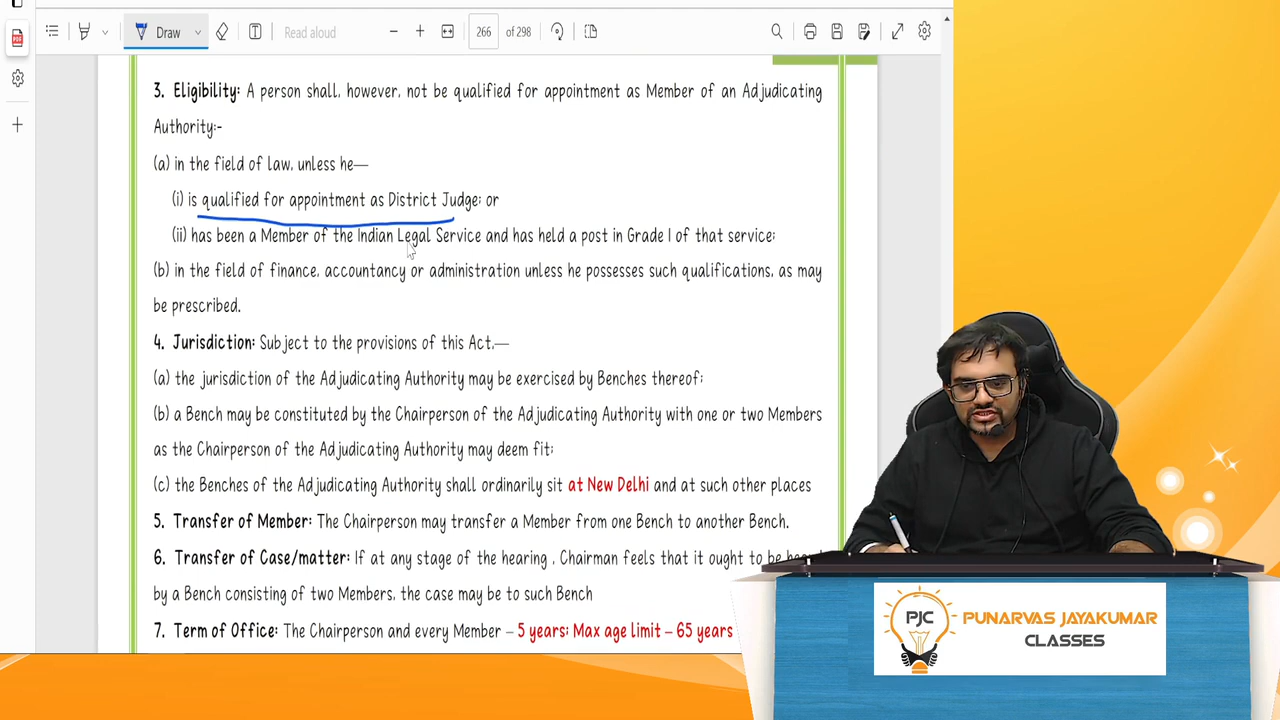 Draw
Read aloud
266
of 298
3. Eligibility: A person shall, however, not be qualified for appointment as Member of an Adjudicating
Authority:-
(a) in the field of law, unless he—
(i) is qualified for appointment as District Judge; or
(ii) has been a Member of the Indian Legal Service and has held a post in Grade I of that service;
(b) in the field of finance, accountancy or administration unless he possesses such qualifications, as may
be prescribed.
4. Jurisdiction: Subject to the provisions of this Act,—
(a) the jurisdiction of the Adjudicating Authority may be exercised by Benches thereof;
(b) a Bench may be constituted by the Chairperson of the Adjudicating Authority with one or two Members
as the Chairperson of the Adjudicating Authority may deem fit;
(c) the Benches of the Adjudicating Authority shall ordinarily sit at New Delhi and at such other places
5. Transfer of Member: The Chairperson may transfer a Member from one Bench to another Bench.
6. Transfer of Case/matter: If at any stage of the hearing , Chairman feels that it ought to be
by a Bench consisting of two Members, the case may be to such Bench
7. Term of Office: The Chairperson and every Member – 5 years; Max age limit – 65 years
PJC
PUNARVAS JAYAKUMAR
CLASSES